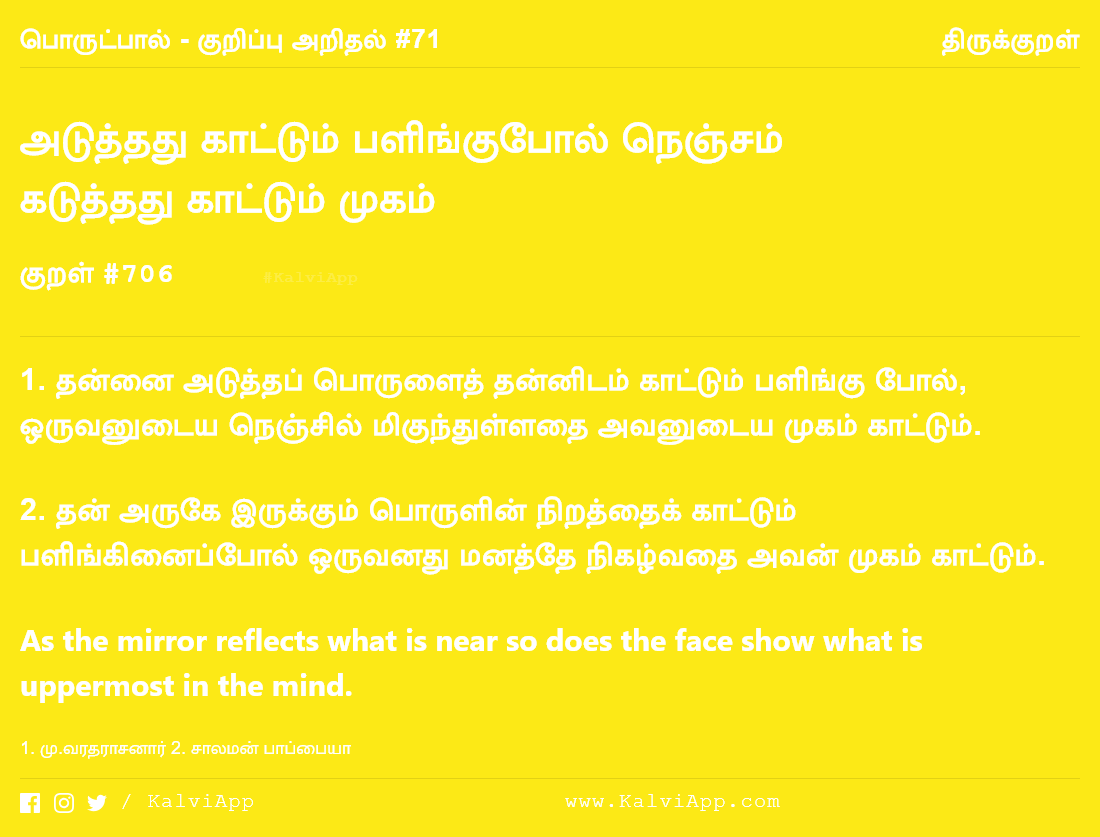 பொருட்பால் - குறிப்பு அறிதல் #71
திருக்குறள்
அடுத்தது காட்டும் பளிங்குபோல் நெஞ்சம்
கடுத்தது காட்டும் முகம்
குறள் #706
#KalviApp
1. தன்னை அடுத்தப் பொருளைத் தன்னிடம் காட்டும் பளிங்கு போல்,
ஒருவனுடைய நெஞ்சில் மிகுந்துள்ளதை அவனுடைய முகம் காட்டும்.
2. தன் அருகே இருக்கும் பொருளின் நிறத்தைக் காட்டும்
பளிங்கினைப்போல் ஒருவனது மனத்தே நிகழ்வதை அவன் முகம் காட்டும்.
As the mirror reflects what is near so does the face show what is
uppermost in the mind.
1. மு.வரதராசனார் 2. சாலமன் பாப்பையா
/ KalviApp
www.KalviApp.com